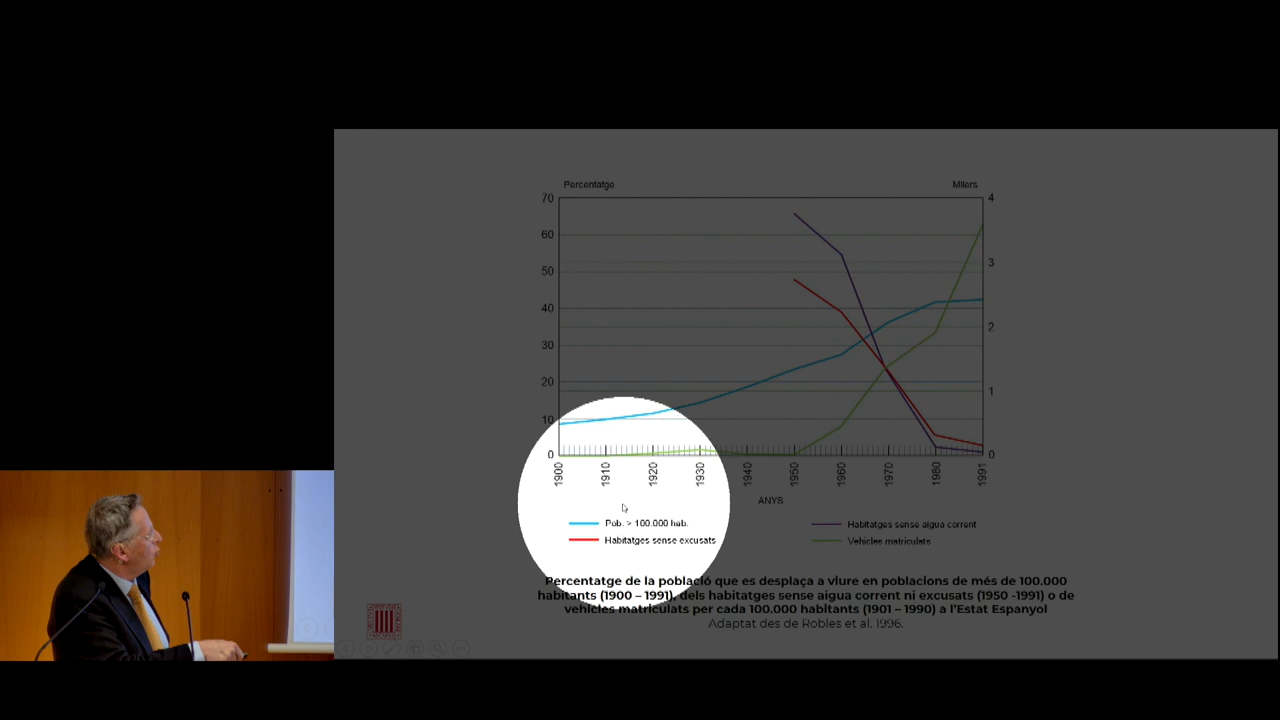 Percentatge
Milers
70
60
50
40
30
20
10
0
4
3
2
1
0
1900
1910
1920
1930
1940
1950
1960
1970
1980
1991
ANYS
Pob. > 100.000 hab.
Habitatges sense excusats
Habitatges sense aigua corrent
Vehicles matriculats
Percentatge de la població que es desplaça a viure en poblacions de més de 100.000
habitants (1900 – 1991), dels habitatges sense aigua corrent ni excusats (1950 -1991) o de
vehicles matriculats per cada 100.000 habitants (1901 – 1990) a l’Estat Espanyol
Adaptat des de Robles et al. 1996.